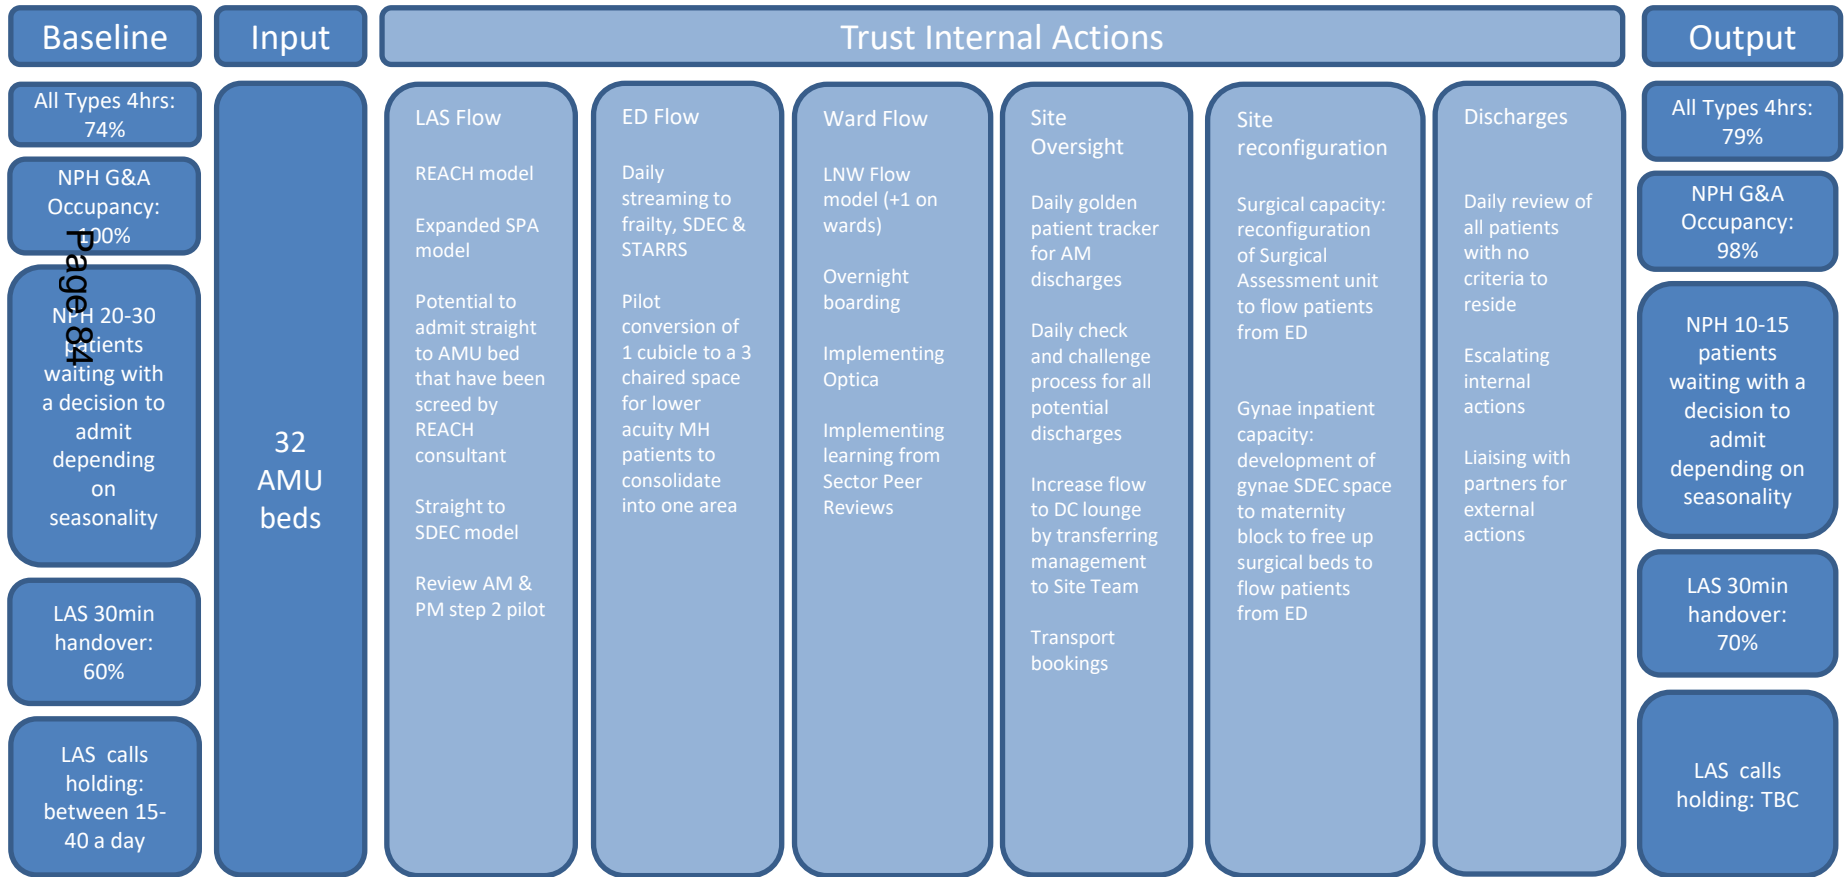 Baseline
Input
Trust Internal Actions
Output
All Types 4hrs:
74%
NPH G&A
Occupancy:
100%
NPH 20-30
patients
waiting with
a decision to
admit
depending
on
seasonality
LAS 30min
handover:
60%
LAS  calls
holding:
between 15-
40 a day
Page 84
32
AMU
beds
LAS Flow
REACH model
Expanded SPA
model
Potential to
admit straight
to AMU bed
that have been
screed by
REACH
consultant
Straight to
SDEC model
Review AM &
PM step 2 pilot
ED Flow
Daily
streaming to
frailty, SDEC &
STARRS
Pilot
conversion of
1 cubicle to a 3
chaired space
for lower
acuity MH
patients to
consolidate
into one area
Ward Flow
LNW Flow
model (+1 on
wards)
Overnight
boarding
Implementing
Optica
Implementing
learning from
Sector Peer
Reviews
Site
Oversight
Daily golden
patient tracker
for AM
discharges
Daily check
and challenge
process for all
potential
discharges
Increase flow
to DC lounge
by transferring
management
to Site Team
Transport
bookings
Site
reconfiguration
Surgical capacity:
reconfiguration
of Surgical
Assessment unit
to flow patients
from ED
Gynae inpatient
capacity:
development of
gynae SDEC space
to maternity
block to free up
surgical beds to
flow patients
from ED
Discharges
Daily review of
all patients
with no
criteria to
reside
Escalating
internal
actions
Liaising with
partners for
external
actions
All Types 4hrs:
79%
NPH G&A
Occupancy:
98%
NPH 10-15
patients
waiting with a
decision to
admit
depending on
seasonality
LAS 30min
handover:
70%
LAS  calls
holding: TBC